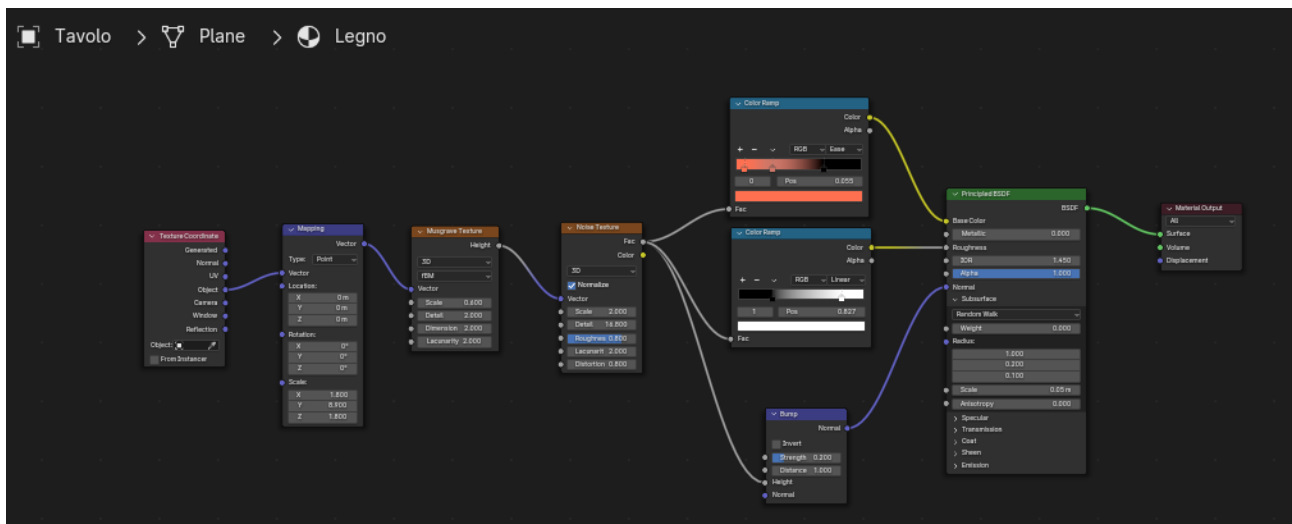 Tavolo > Plane > Legno
Texture Coordinate
Generated
Normal
UV
Object
Camera
Window
Reflection
Object:
From Instancer
Mapping
Vector
Type: Point
Vector
Location:
X 0 m
Y 0 m
Z 0 m
Rotation:
X 0°
Y 0°
Z 0°
Scale:
X 1.800
Y 8.900
Z 1.800
Musgrave Texture
Height
3D
fBM
Vector
Scale 0.600
Detail 2.000
Dimension 2.000
Lacunarity 2.000
Noise Texture
Fac
Color
3D
Normalize
Vector
Scale 2.000
Detail 16.800
Roughnes 0.800
Lacunarit 2.000
Distortion 0.800
Color Ramp
Color
Alpha
RGB Ease
0 Pos 0.055
Fac
Color Ramp
Color
Alpha
RGB Linear
1 Pos 0.827
Fac
Bump
Normal
Invert
Strength 0.200
Distance 1.000
Height
Normal
Principled BSDF
BSDF
Base Color
Metallic 0.000
Roughness
IOR 1.450
Alpha 1.000
Normal
Subsurface
Random Walk
Weight 0.000
Radius:
1.000
0.200
0.100
Scale 0.05 m
Anisotropy 0.000
Specular
Transmission
Coat
Sheen
Emission
Material Output
All
Surface
Volume
Displacement